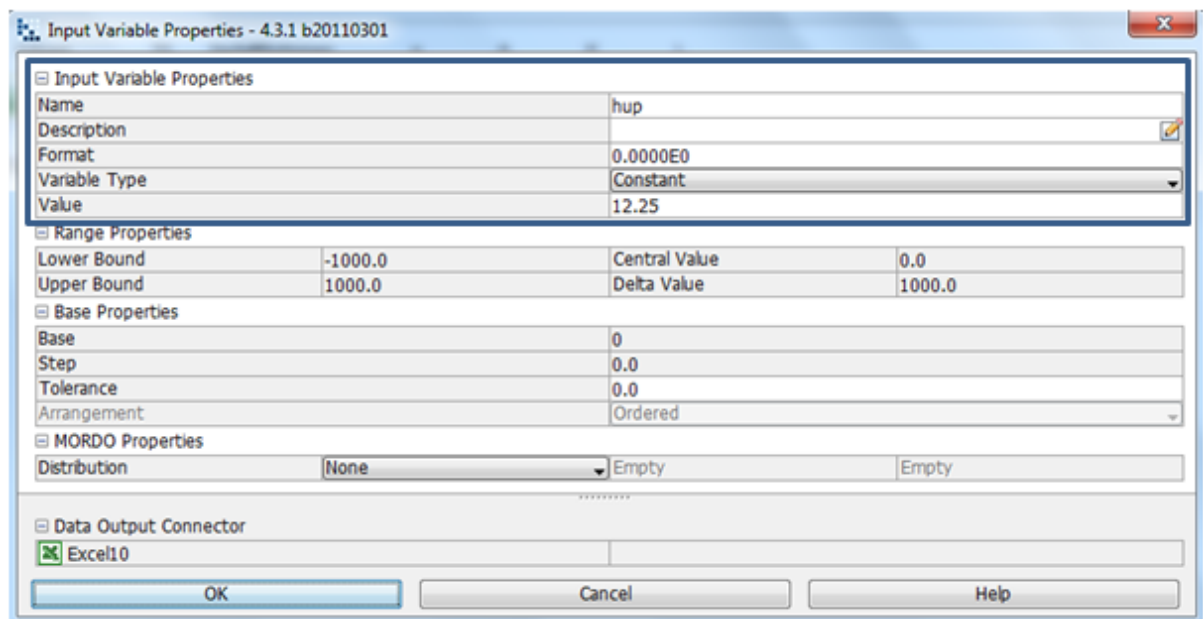 Input Variable Properties - 4.3.1 b20110301
Input Variable Properties
Name hup
Description
Format 0.0000E0
Variable Type Constant
Value 12.25
Range Properties
Lower Bound -1000.0 Central Value 0.0
Upper Bound 1000.0 Delta Value 1000.0
Base Properties
Base 0
Step 0.0
Tolerance 0.0
Arrangement Ordered
MORDO Properties
Distribution None Empty Empty
Data Output Connector
Excel10
OK Cancel Help